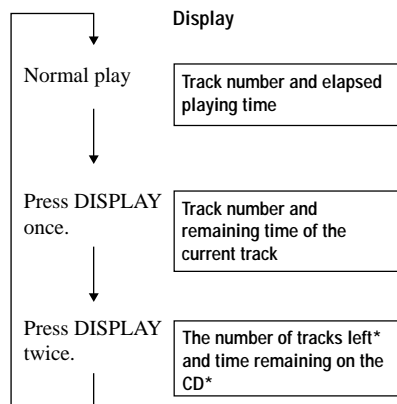 Display
Normal play
Track number and elapsed
playing time
Press DISPLAY
once.
Track number and
remaining time of the
current track
Press DISPLAY
twice.
The number of tracks left*
and time remaining on the
CD*